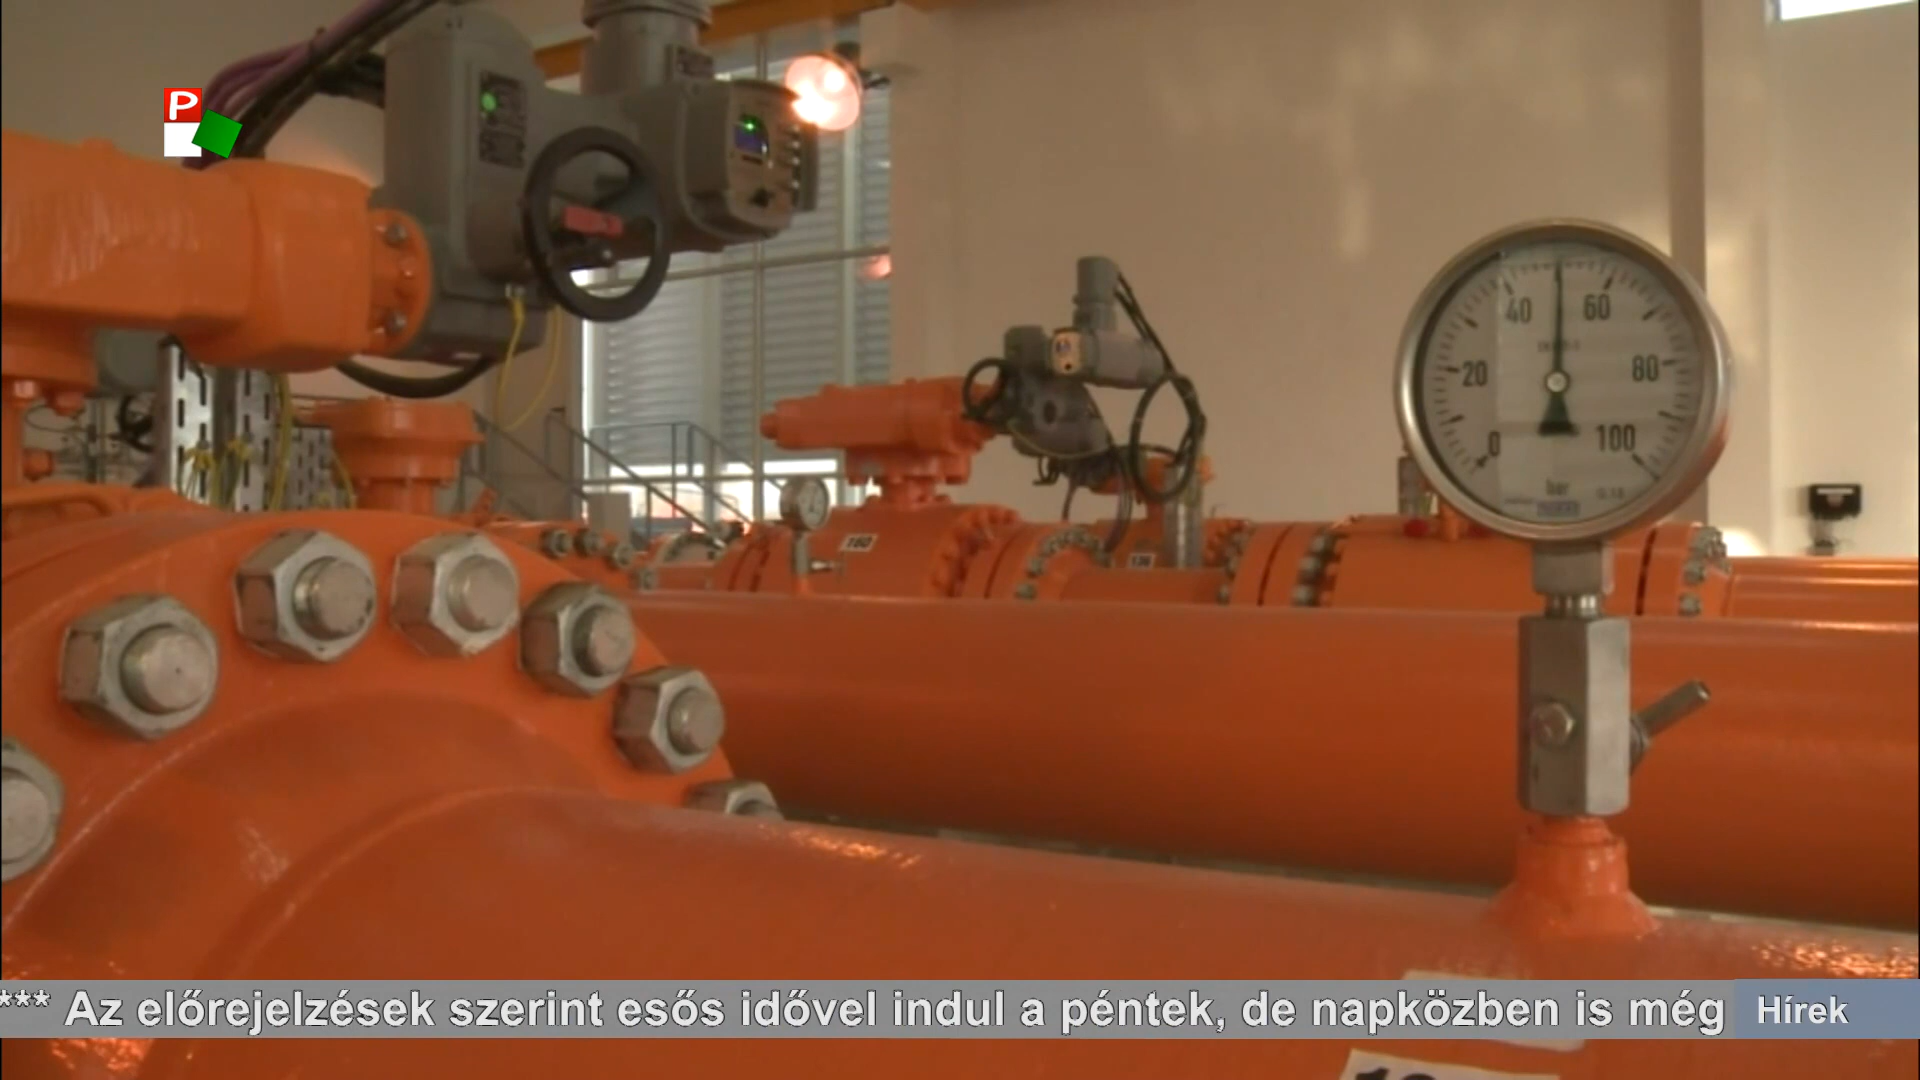 P
40
60
20
80
0
100
bar
160
*** Az előrejelzések szerint esős idővel indul a péntek, de napközben is még
Hírek